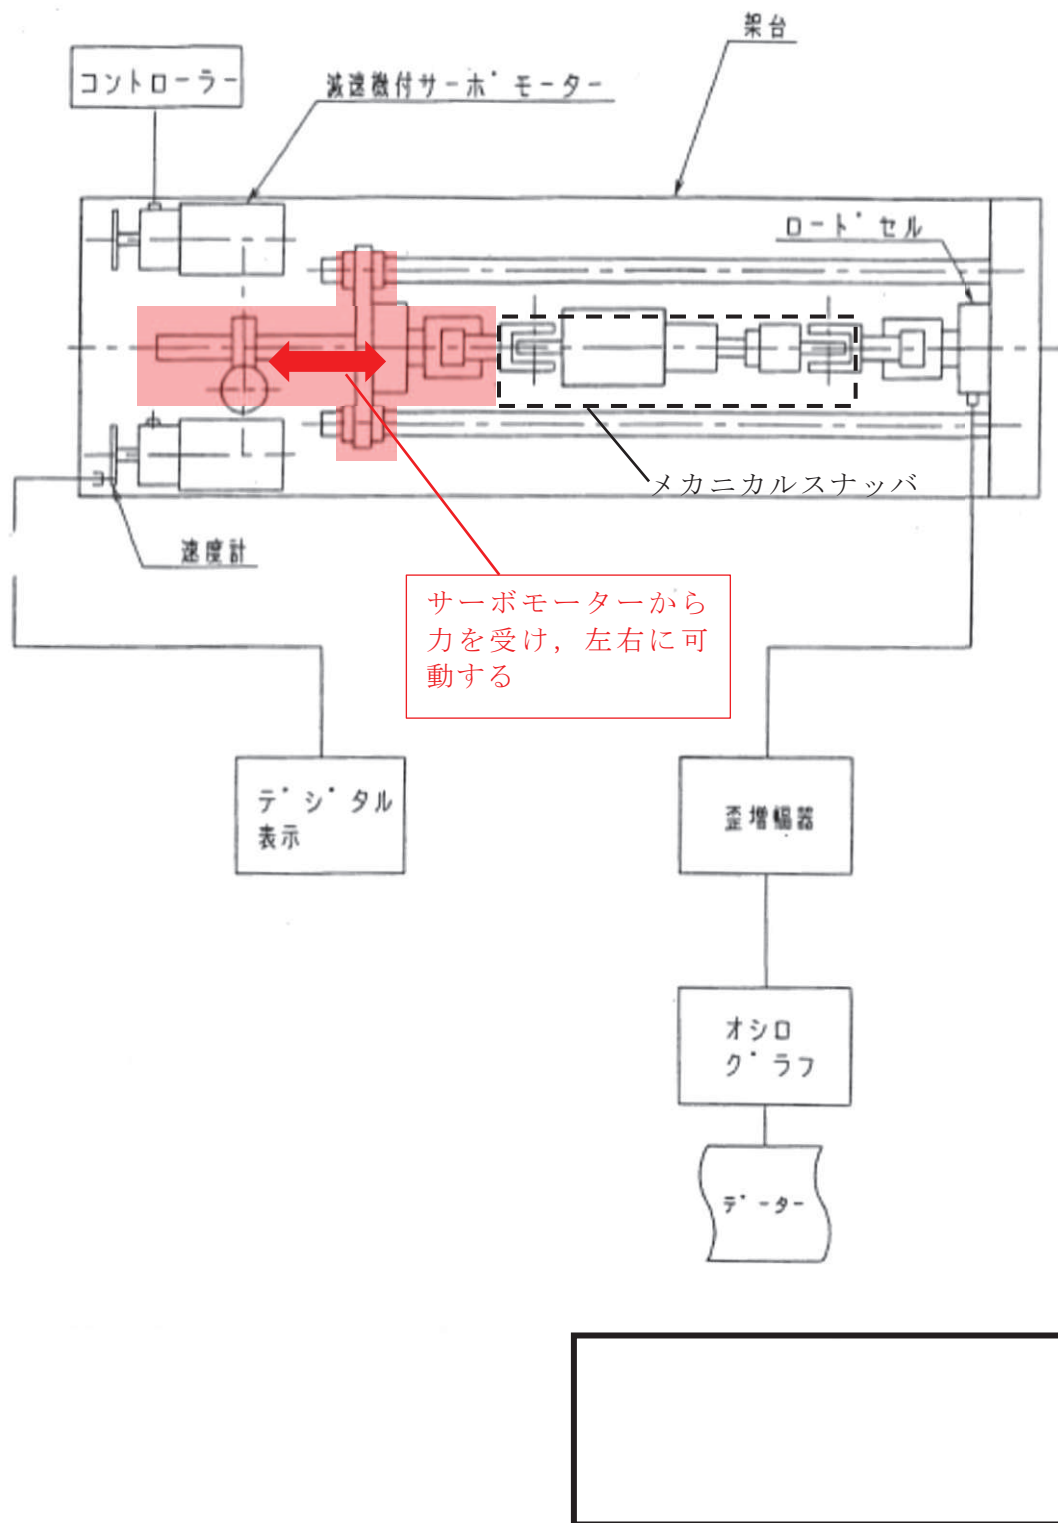 架台
コントローラー
減速機付サーボモーター
ロードセル
メカニカルスナッバ
速度計
サーボモーターから
力を受け，左右に可
動する
デジタル
表示
歪増幅器
オシロ
グラフ
データー